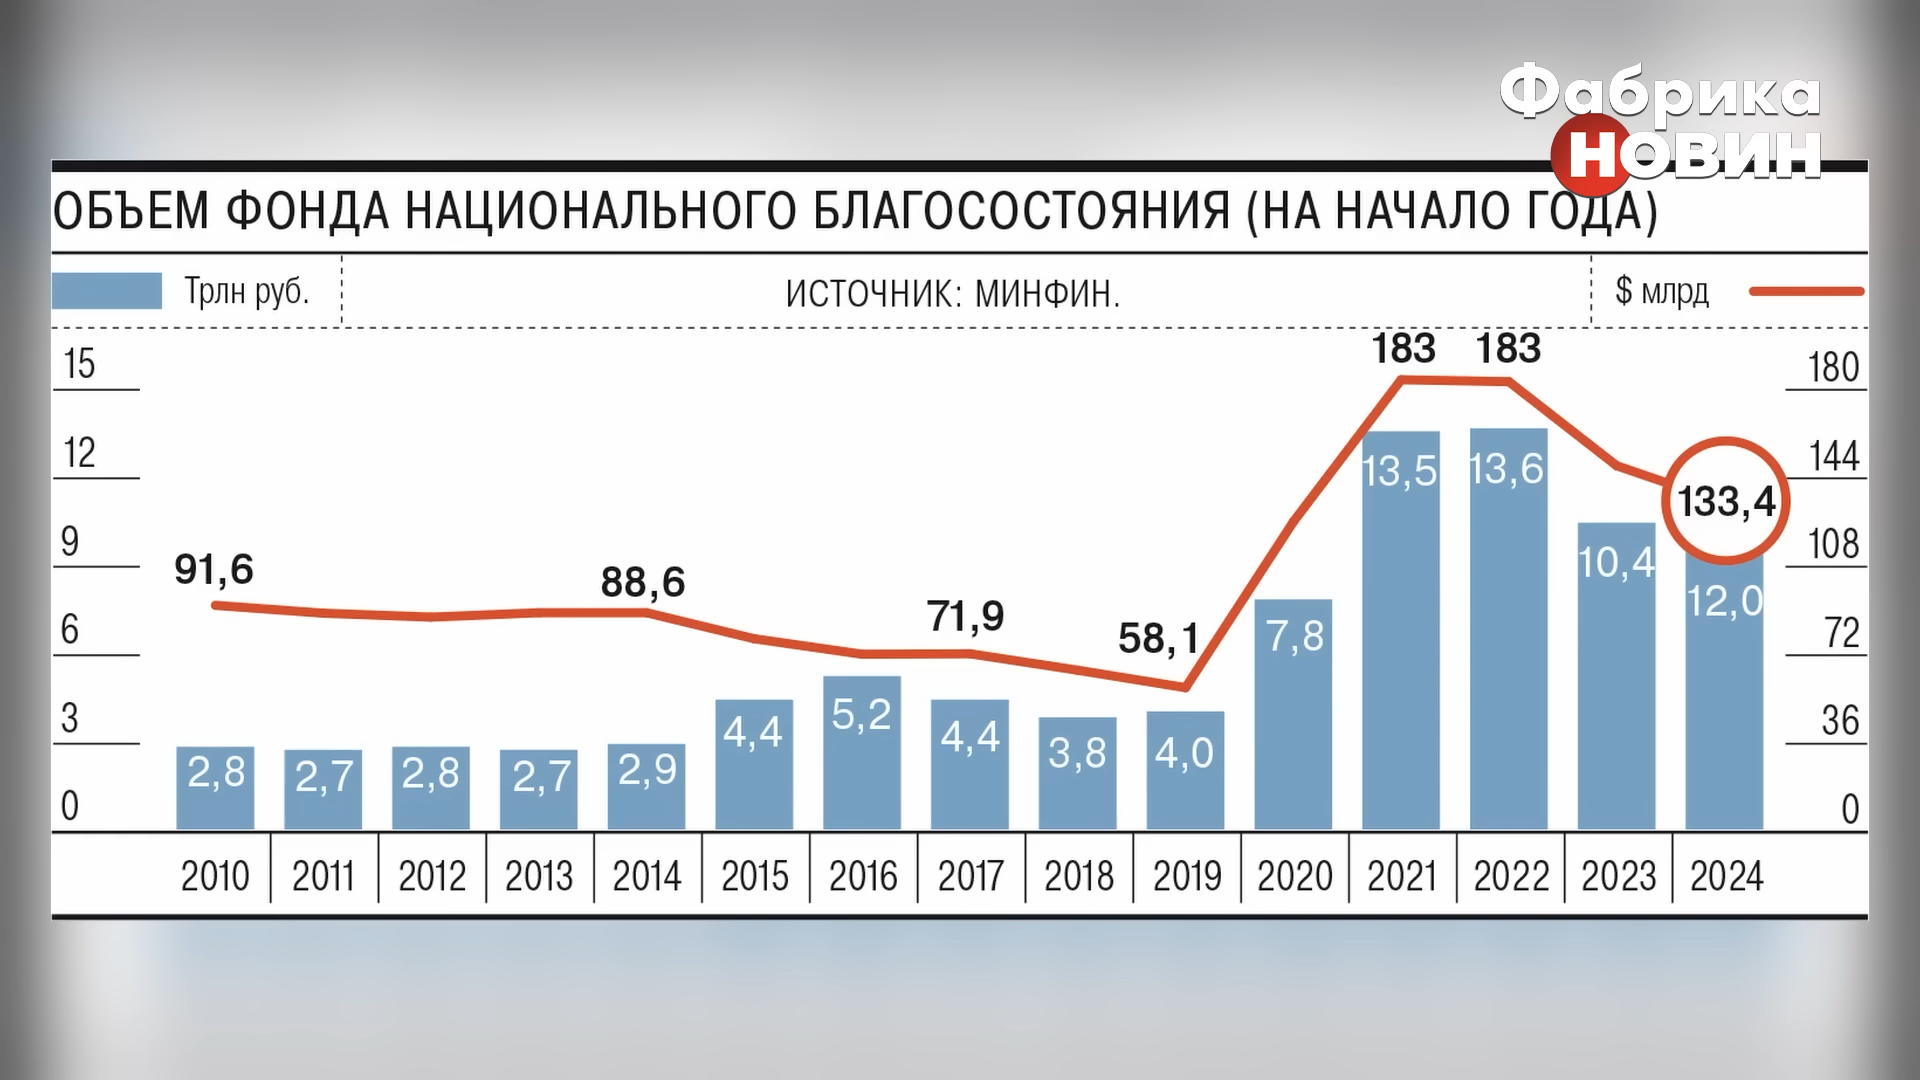 Фабрика
новин
ОБЪЕМ ФОНДА НАЦИОНАЛЬНОГО БЛАГОСОСТОЯНИЯ (НА НАЧАЛО ГОДА)
Трлн руб. ИСТОЧНИК: МИНФИН. $ млрд
183 183
15 180
12 144
13,5 13,6
133,4
9 108
91,6 88,6 10,4
12,0
6 72
71,9 58,1 7,8
3 36
5,2
4,4 4,4 3,8 4,0
2,8 2,7 2,8 2,7 2,9
0 0
2010 2011 2012 2013 2014 2015 2016 2017 2018 2019 2020 2021 2022 2023 2024